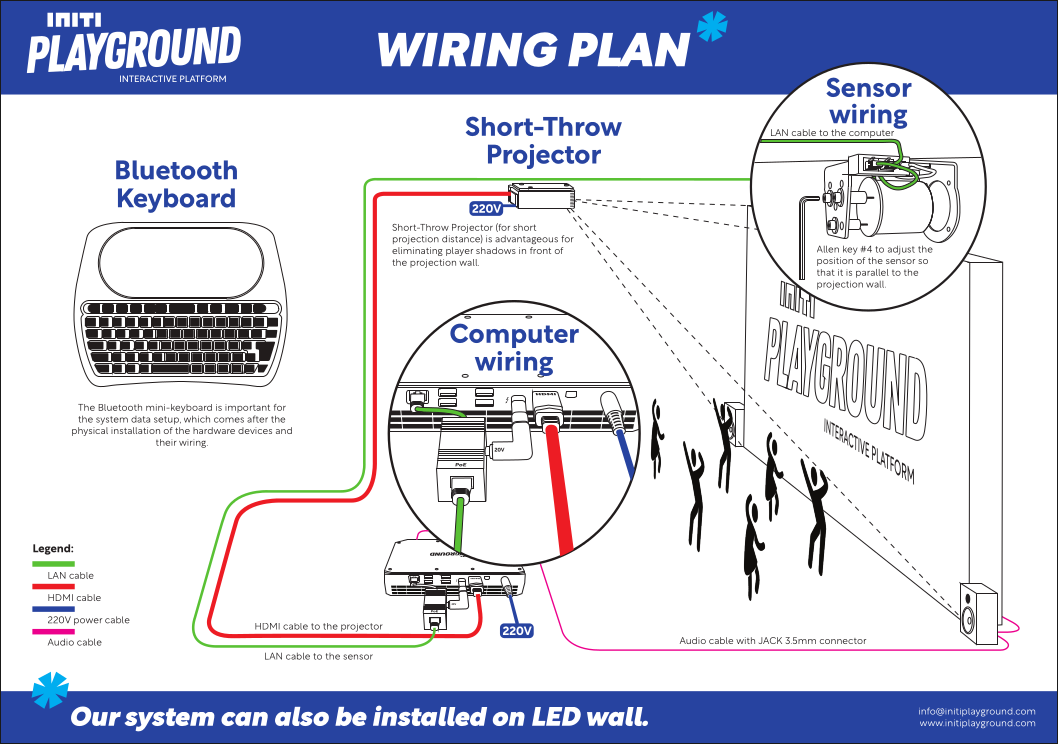 INITI
PLAYGROUND
INTERACTIVE PLATFORM
WIRING PLAN
Sensor
wiring
LAN cable to the computer
Allen key #4 to adjust the
position of the sensor so
that it is parallel to the
projection wall.
Short-Throw
Projector
220V
Short-Throw Projector (for short
projection distance) is advantageous for
eliminating player shadows in front of
the projection wall.
Bluetooth
Keyboard
The Bluetooth mini-keyboard is important for
the system data setup, which comes after the
physical installation of the hardware devices and
their wiring.
Computer
wiring
HDMI
20V
PoE
INITI
PLAYGROUND
INTERACTIVE PLATFORM
Legend:
LAN cable
HDMI cable
220V power cable
Audio cable
HDMI cable to the projector
LAN cable to the sensor
220V
Audio cable with JACK 3.5mm connector
Our system can also be installed on LED wall.
info@initiplayground.com
www.initiplayground.com